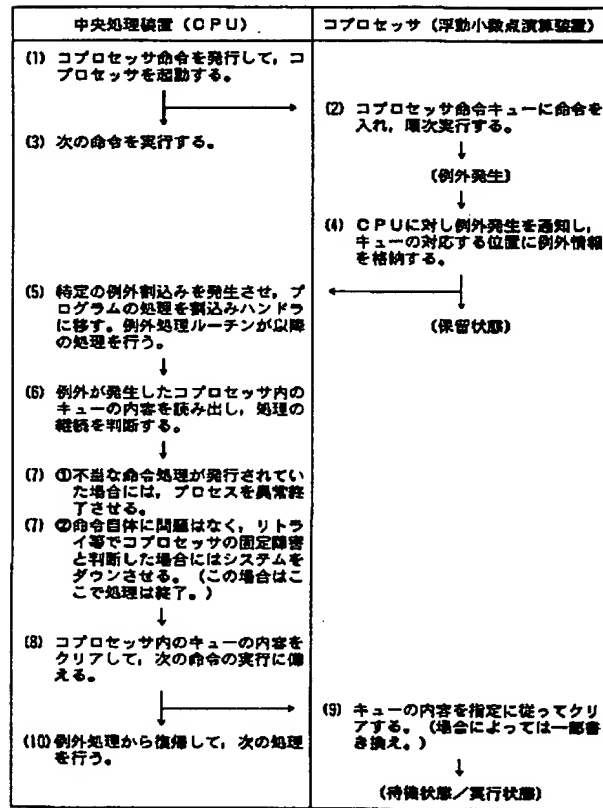 中央処理装置(CPU)
コプロセッサ(浮動小数点演算装置)
(1) コプロセッサ命令を発行して,コ
プロセッサを起動する。
(2) コプロセッサ命令キューに命令を
入れ,順次実行する。
(3) 次の命令を実行する。
(例外発生)
(4) CPUに対し例外発生を通知し,
キューの対応する位置に例外情報
を格納する。
(5) 特定の例外割込みを発生させ,プ
ログラムの処理を割込みハンドラ
に移す。例外処理ルーチンが以降
の処理を行う。
(保留状態)
(6) 例外が発生したコプロセッサ内の
キューの内容を読み出し,処理の
継続を判断する。
(7) ①不当な命令処理が発行されてい
た場合には,プロセスを異常終
了させる。
(7) ②命令自体に問題はなく,リトラ
イ等でコプロセッサの固定障害
と判断した場合にはシステムを
ダウンさせる。(この場合はこ
こで処理は終了。)
(8) コプロセッサ内のキューの内容を
クリアして,次の命令の実行に備
える。
(9) キューの内容を指定に従ってクリ
アする。(場合によっては一部書
き換え。)
(10) 例外処理から復帰して,次の処理
を行う。
(待機状態/実行状態)